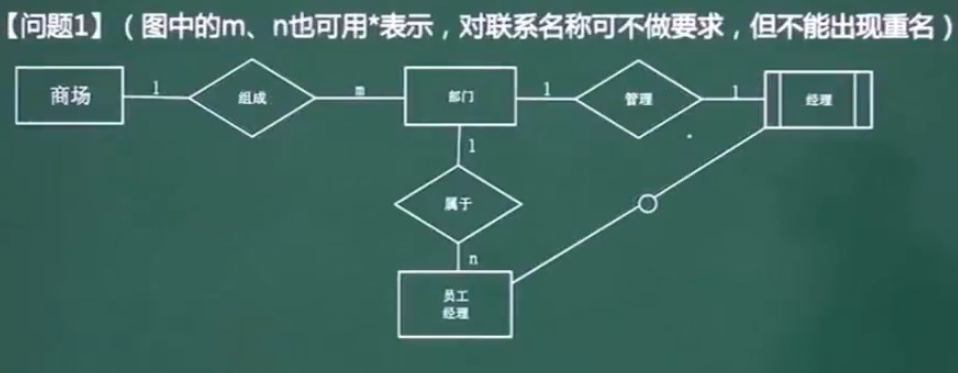 【问题1】（图中的m、n也可用*表示，对联系名称可不做要求，但不能出现重名）
商场
1
组成
m
部门
1
管理
1
经理
1
属于
n
员工
经理